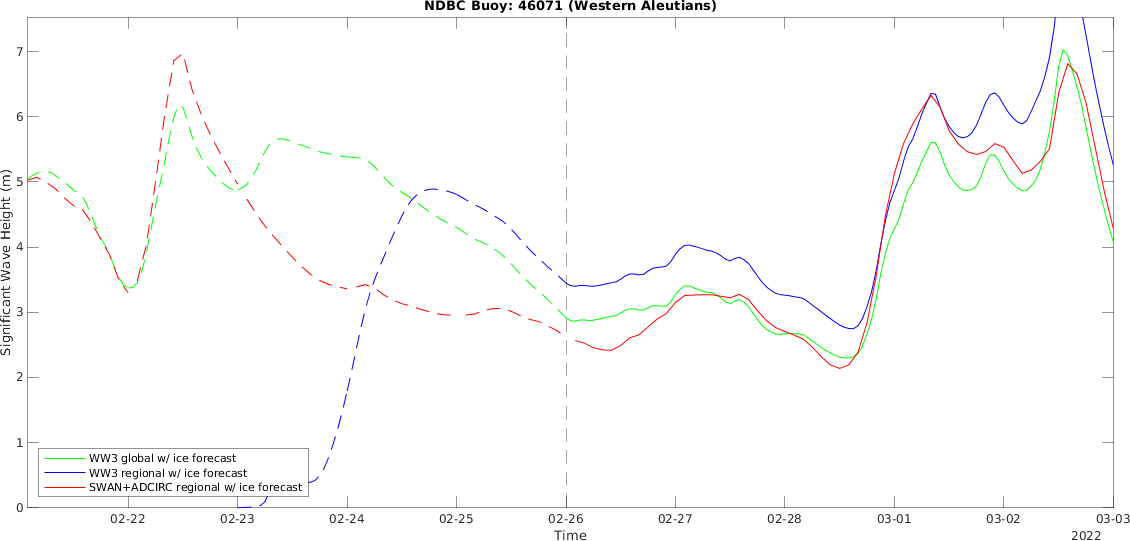 NDBC Buoy: 46071 (Western Aleutians)
Significant Wave Height (m)
7
6
5
4
3
2
1
0
WW3 global w/ ice forecast
WW3 regional w/ ice forecast
SWAN+ADCIRC regional w/ ice forecast
02-22 02-23 02-24 02-25 02-26 02-27 02-28 03-01 03-02 03-03
Time
2022